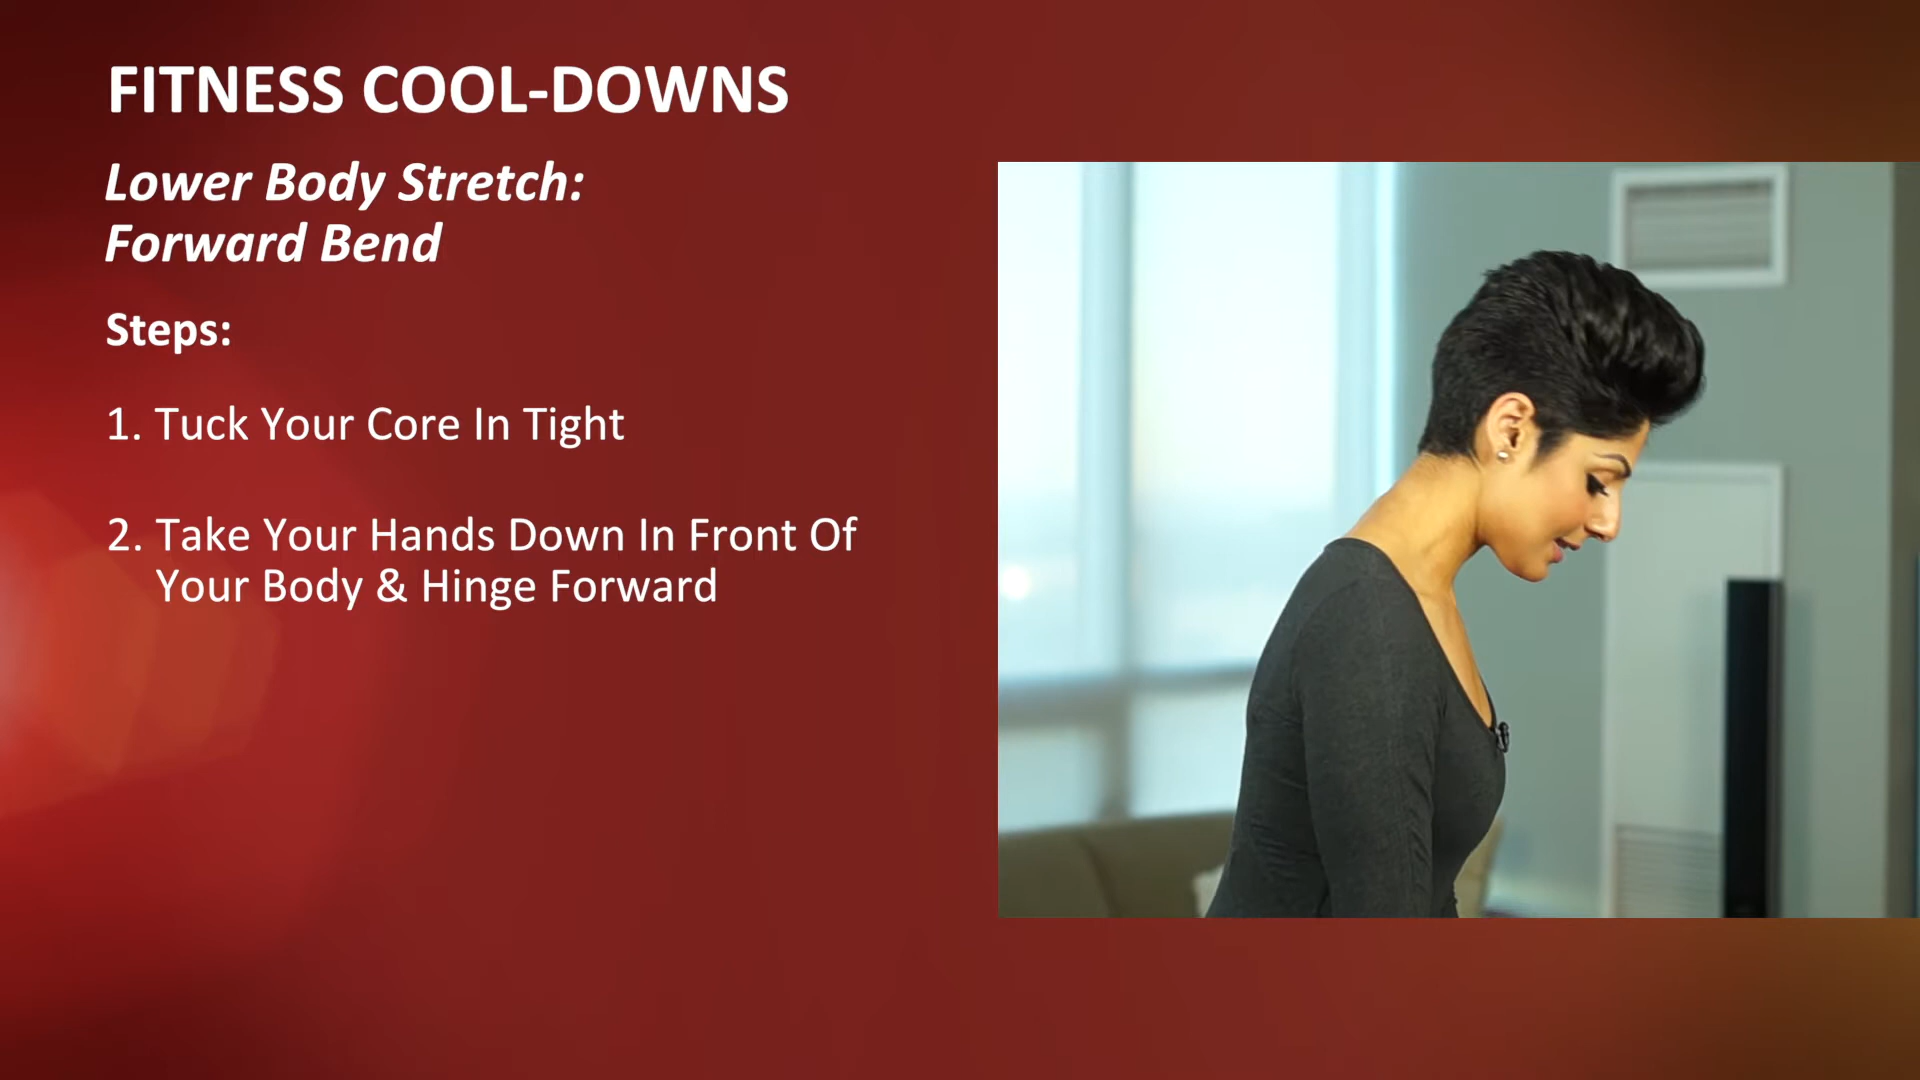 FITNESS COOL-DOWNS
Lower Body Stretch:
Forward Bend
Steps:
1. Tuck Your Core In Tight
2. Take Your Hands Down In Front Of
Your Body & Hinge Forward